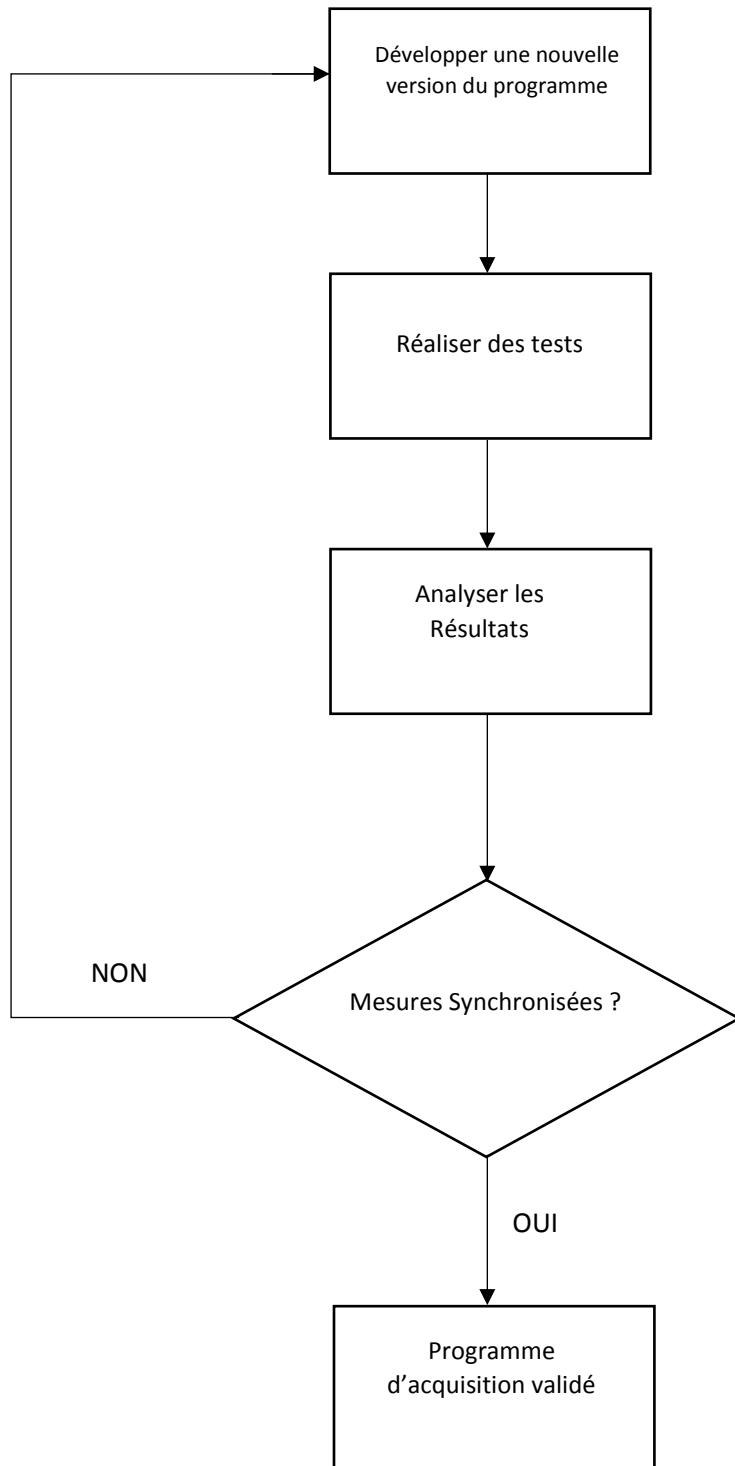 Développer une nouvelle
version du programme
Réaliser des tests
Analyser les
Résultats
NON
Mesures Synchronisées ?
OUI
Programme
d’acquisition validé